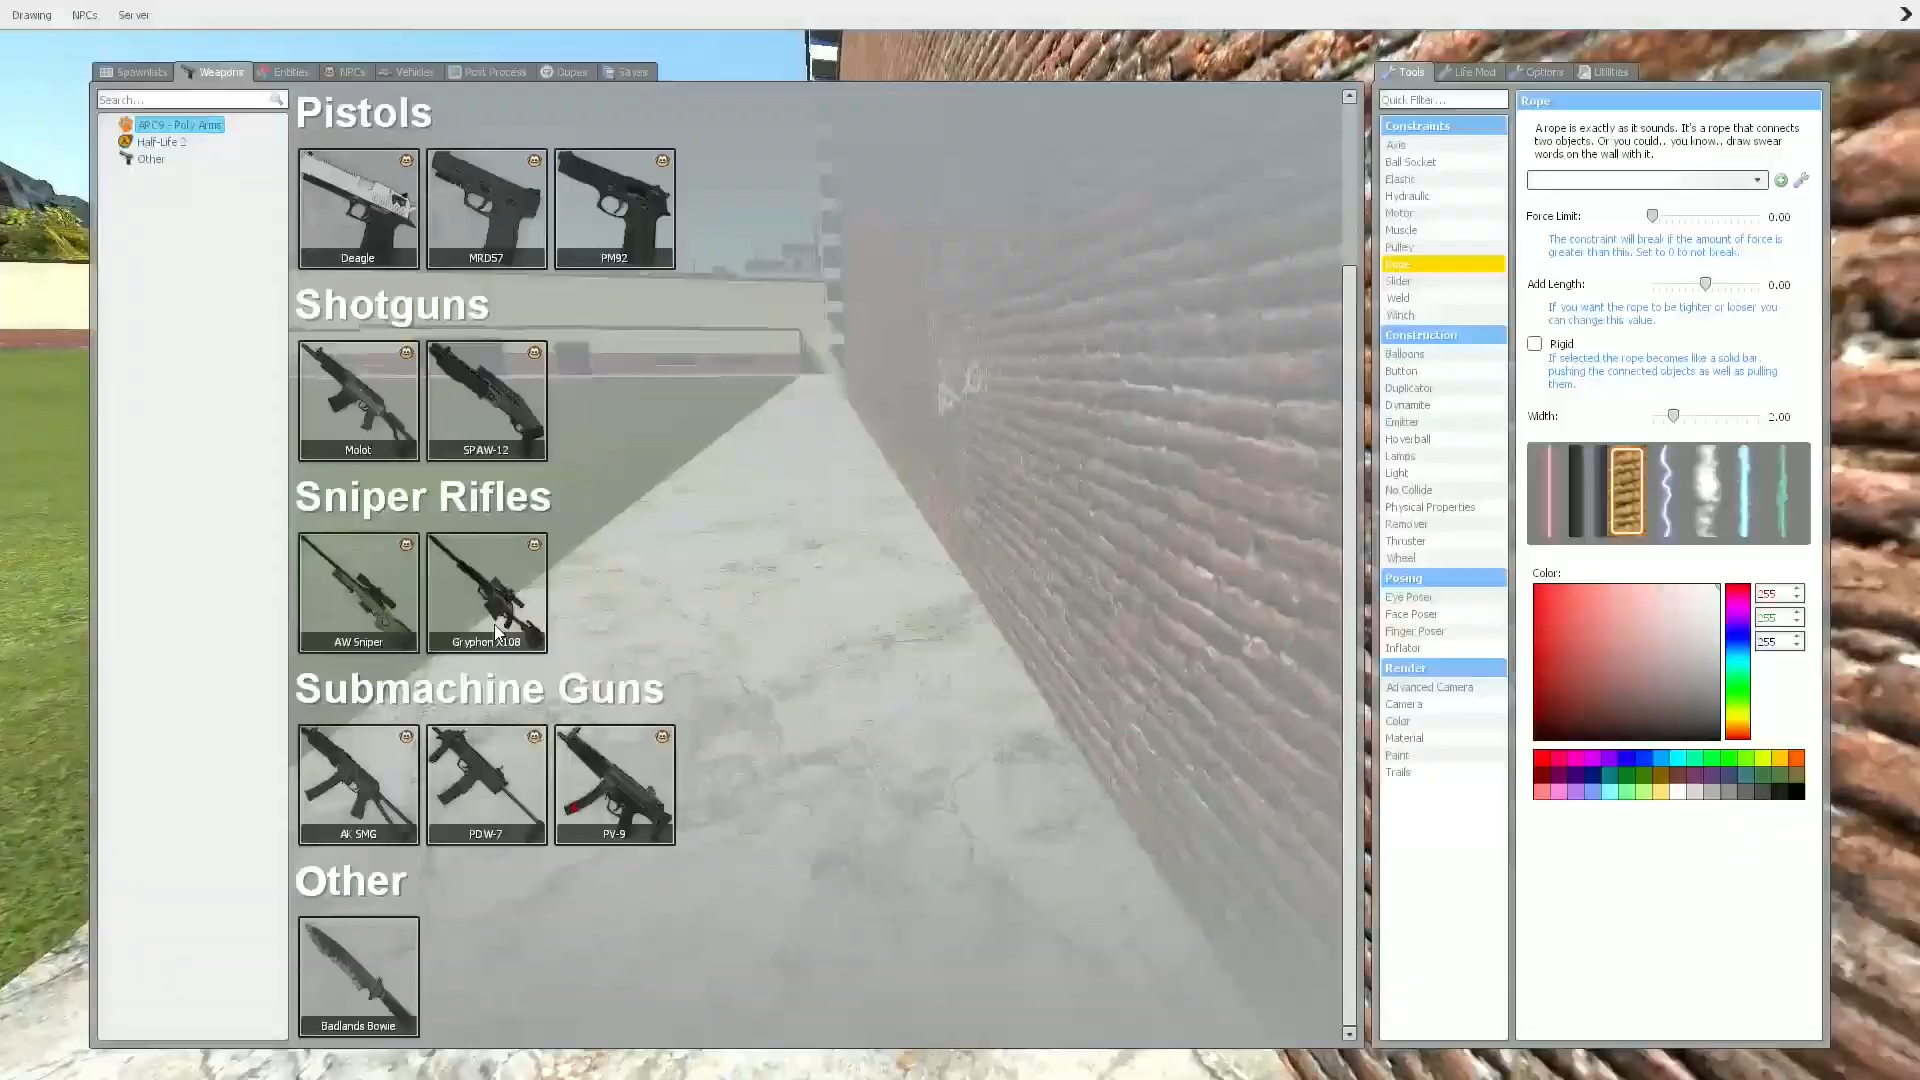 Drawing NPCs Server
Spawnlists Weapons Entities NPCs Vehicles Post Process Dupes Saves
Search...
ARC9 - Poly Arms
Half-Life 2
Other
Pistols
Deagle MRD57 PM92
Shotguns
Molot SPAW-12
Sniper Rifles
AW Sniper Gryphon X108
Submachine Guns
AK SMG PDW-7 PV-9
Other
Badlands Bowie
Tools Life Mod Options Utilities
Quick Filter...
Constraints
Axis
Ball Socket
Elastic
Hydraulic
Motor
Muscle
Pulley
Rope
Slider
Weld
Winch
Construction
Balloons
Button
Duplicator
Dynamite
Emitter
Hoverball
Lamps
Light
No Collide
Physical Properties
Remover
Thruster
Wheel
Posing
Eye Poser
Face Poser
Finger Poser
Inflator
Render
Advanced Camera
Camera
Color
Material
Paint
Trails
Rope
A rope is exactly as it sounds. It's a rope that connects
two objects. Or you could.. you know.. draw swear
words on the wall with it.
Force Limit: 0.00
The constraint will break if the amount of force is
greater than this. Set to 0 to not break.
Add Length: 0.00
If you want the rope to be tighter or looser you
can change this value.
Rigid
If selected the rope becomes like a solid bar,
pushing the connected objects as well as pulling
them.
Width: 2.00
Color:
255
255
255